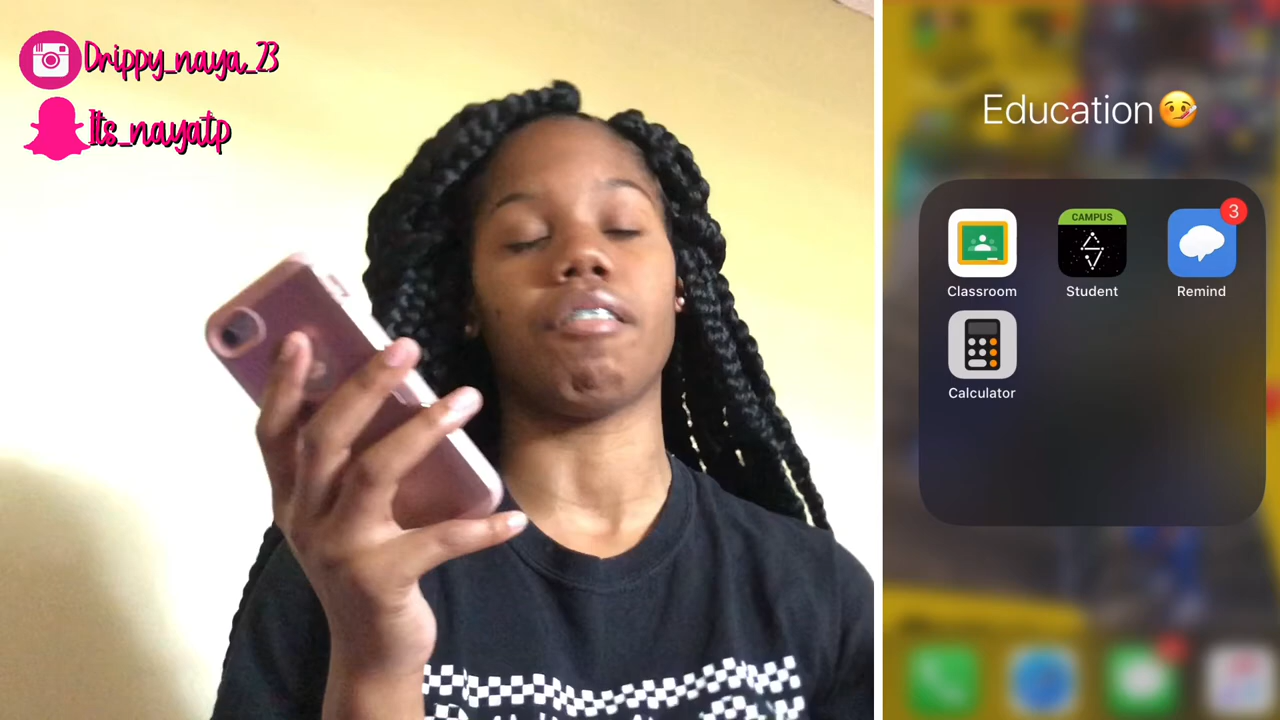 Drippy_naya_23
Its_nayatp
Education🤒
CAMPUS
3
Classroom
Student
Remind
Calculator